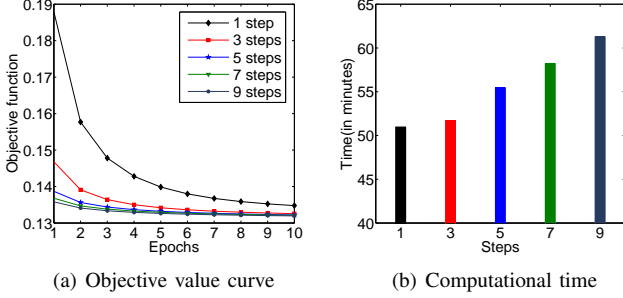 0.19
0.17
0.16
0.15
0.14
0.13
Objective function
1 2 3 4 5 6 7 8 9 10
Epochs
1 step
3 steps
5 steps
7 steps
9 steps
(a) Objective value curve
65
60
55
50
45
40
Time(in minutes)
1 3 5 7 9
Steps
(b) Computational time